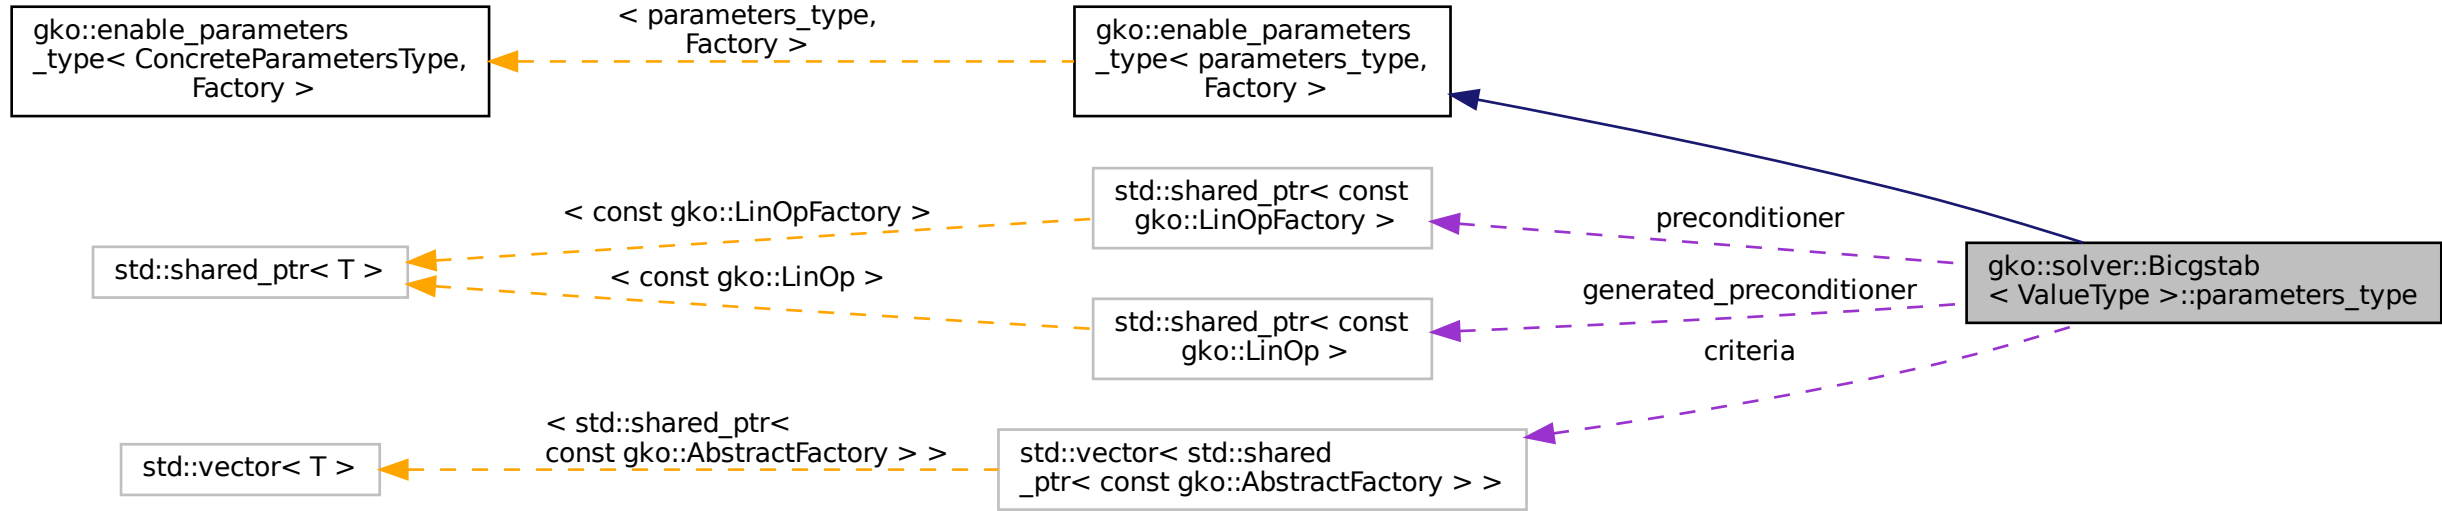 gko::enable_parameters
_type< ConcreteParametersType,
Factory >
< parameters_type,
Factory >
gko::enable_parameters
_type< parameters_type,
Factory >
std::shared_ptr< T >
< const gko::LinOpFactory >
< const gko::LinOp >
std::shared_ptr< const
gko::LinOpFactory >
std::shared_ptr< const
gko::LinOp >
preconditioner
generated_preconditioner
criteria
gko::solver::Bicgstab
< ValueType >::parameters_type
std::vector< T >
< std::shared_ptr<
const gko::AbstractFactory > >
std::vector< std::shared
_ptr< const gko::AbstractFactory > >